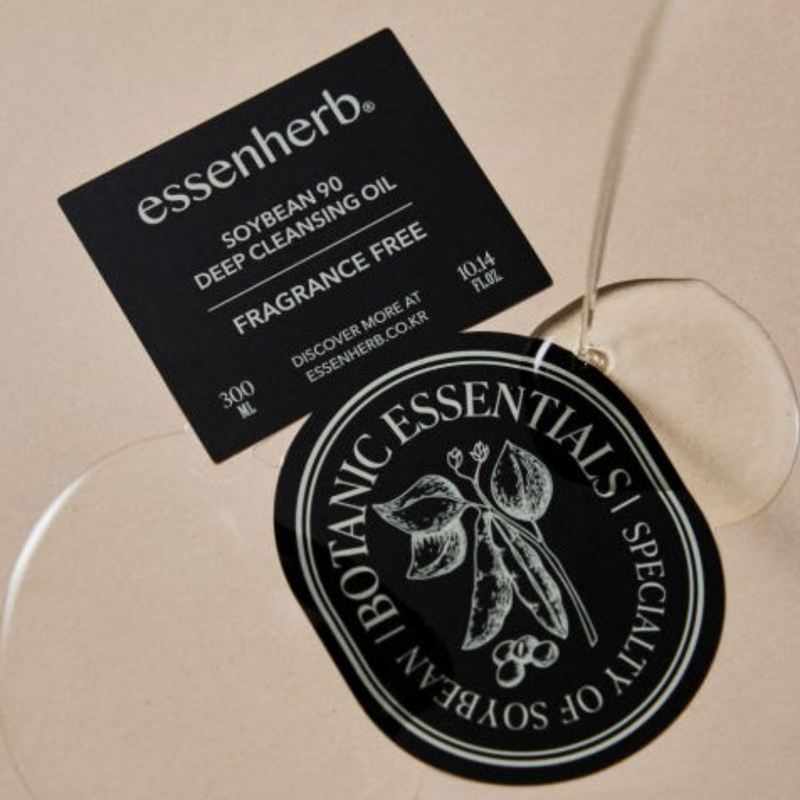 essenherb®
SOYBEAN 90
DEEP CLEANSING OIL
FRAGRANCE FREE
10.14
FL.OZ.
DISCOVER MORE AT
ESSENHERB.CO.KR
300
ML
| BOTANIC ESSENTIALS | SPECIALTY OF SOYBEAN